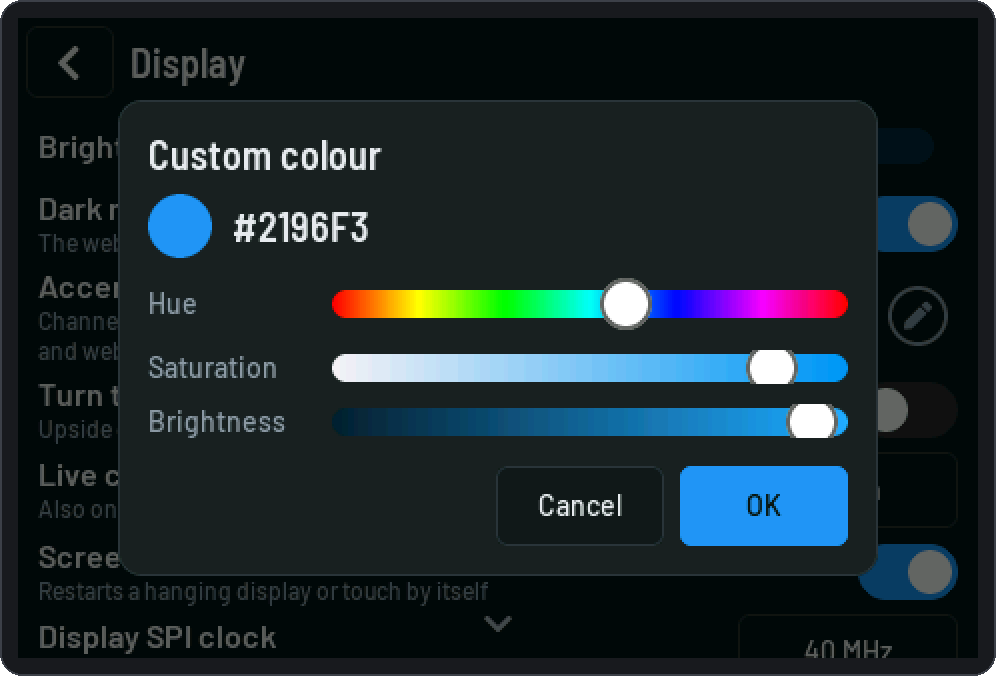 Display
Custom colour
#2196F3
Hue
Saturation
Brightness
Cancel
OK
Restarts a hanging display or touch by itself
Display SPI clock
40 MHz